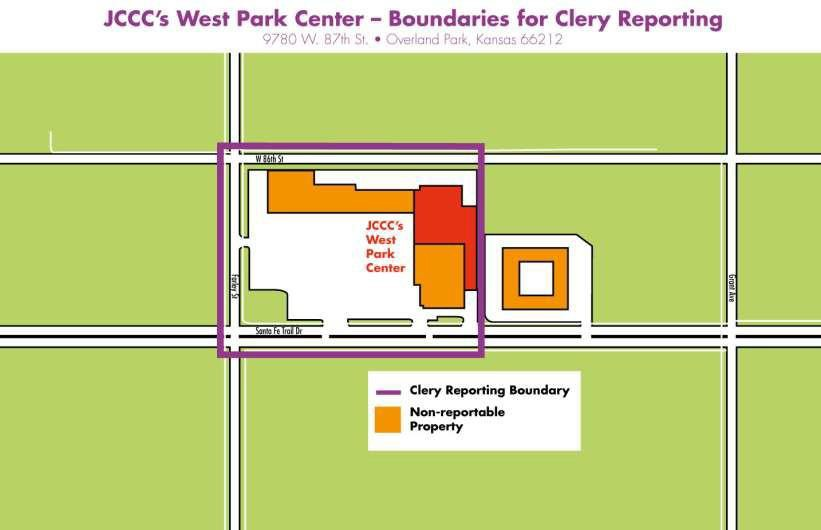 JCCC's West Park Center – Boundaries for Clery Reporting
9780 W. 87th St. • Overland Park, Kansas 66212
W 86th St
JCCC's
West
Park
Center
Farley St
Grant Ave
Santa Fe Trail Dr
Clery Reporting Boundary
Non-reportable
Property